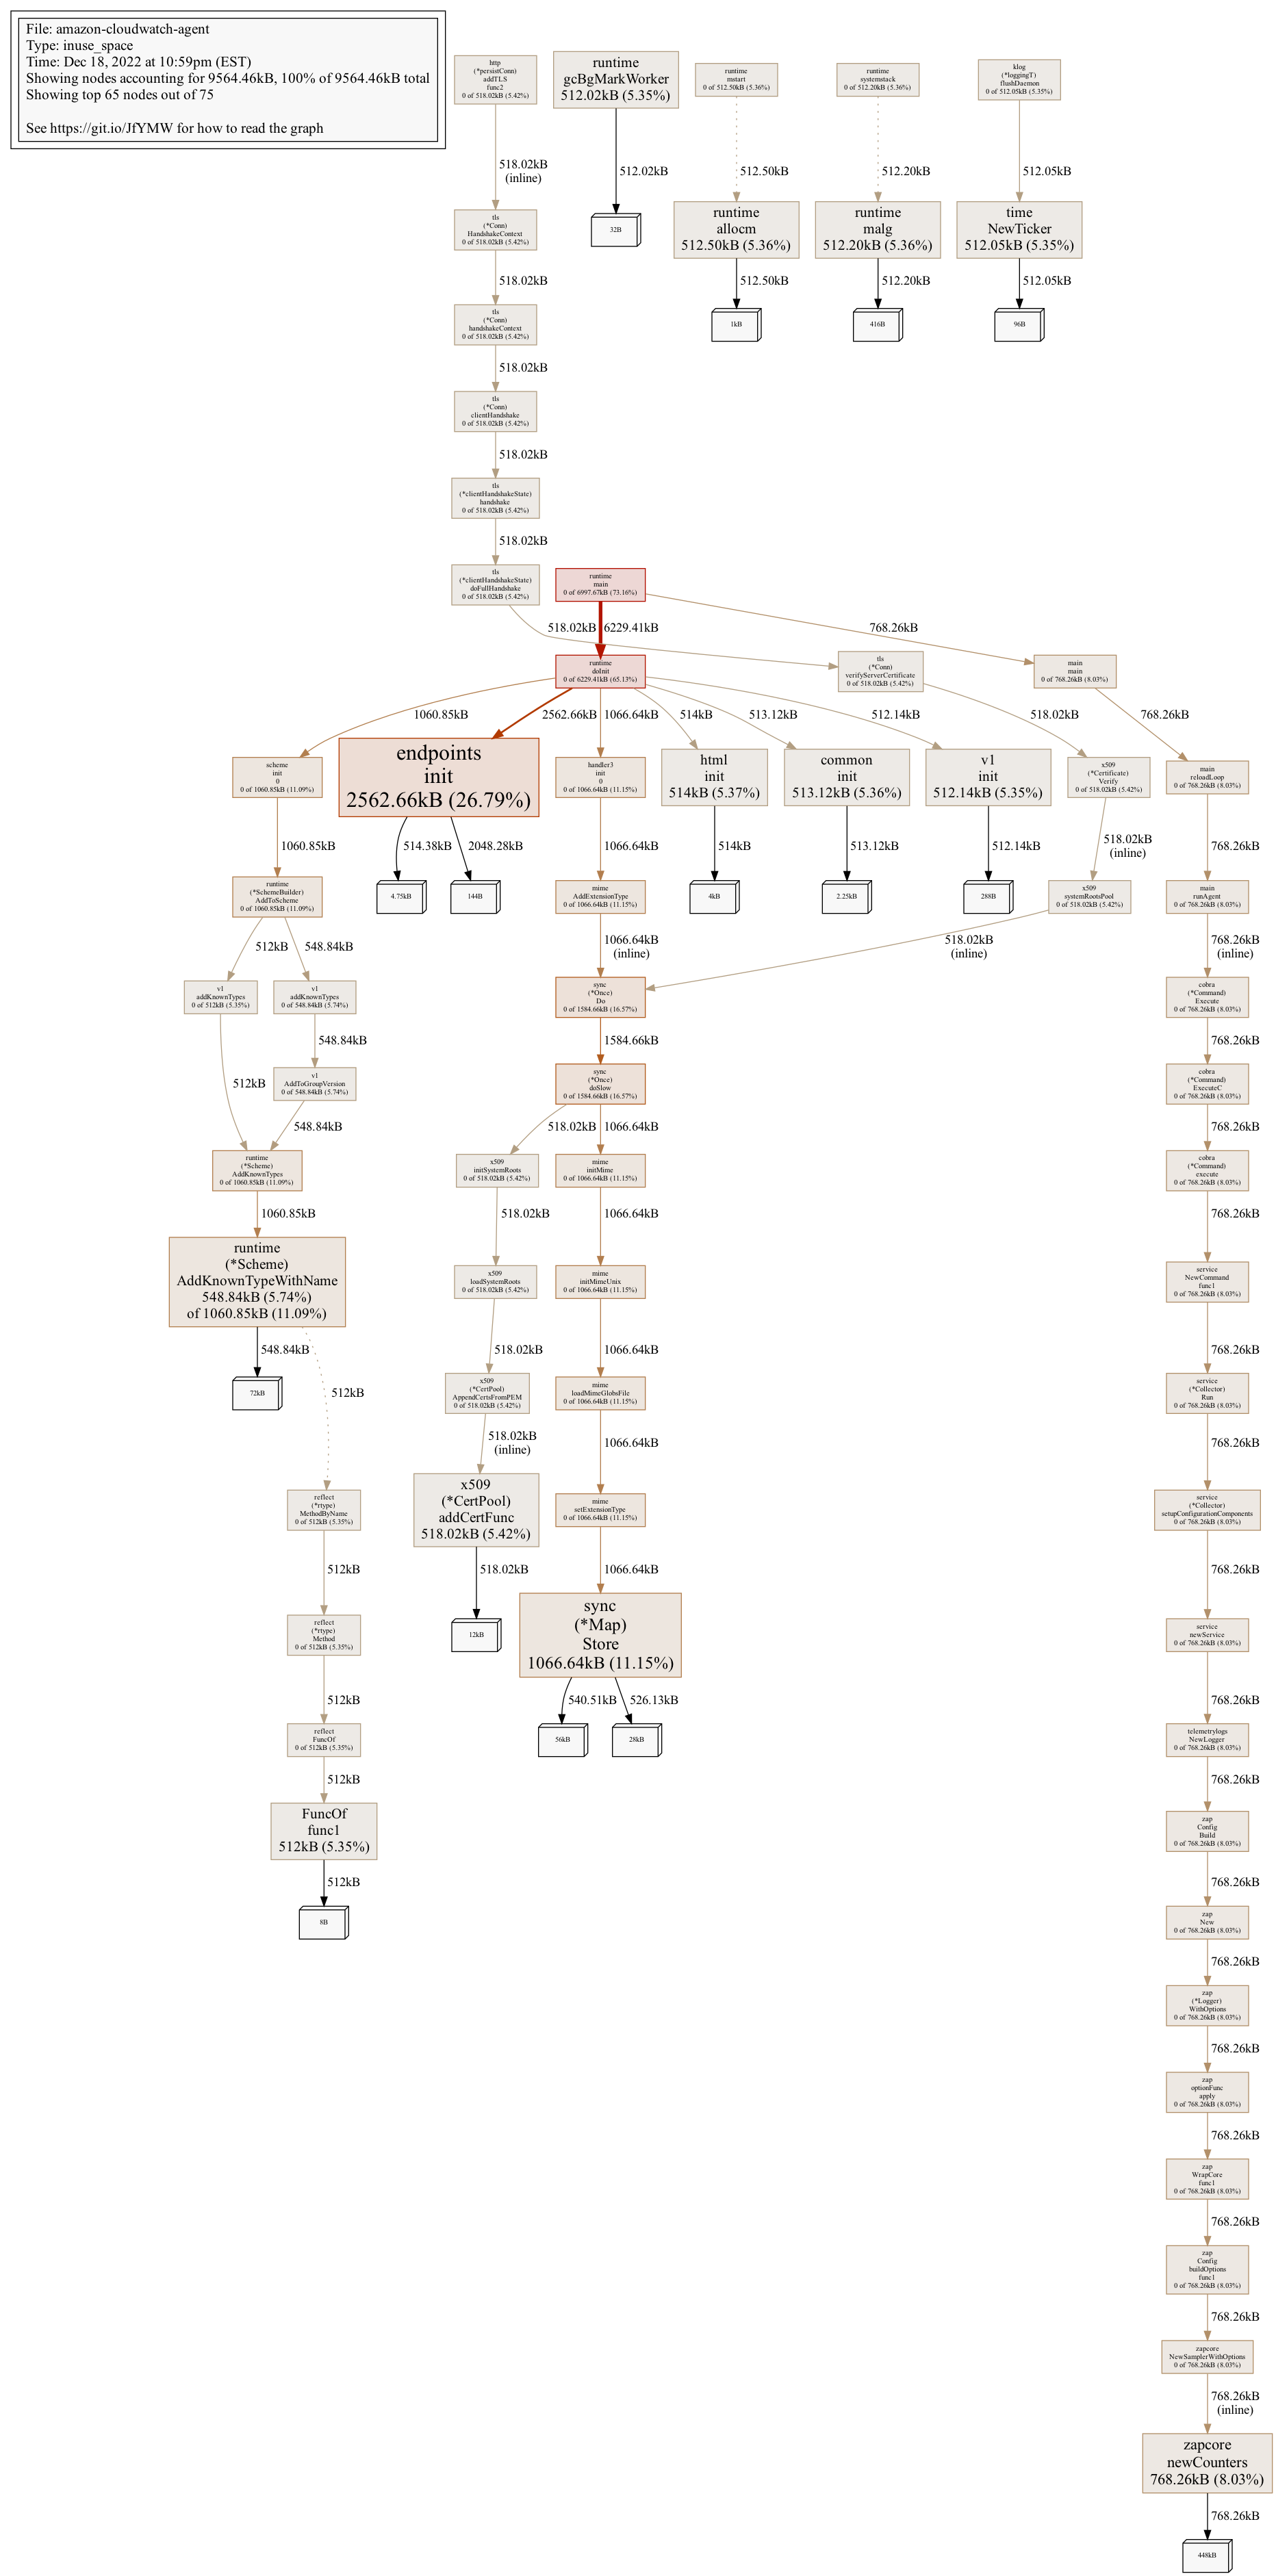 File: amazon-cloudwatch-agent
Type: inuse_space
Time: Dec 18, 2022 at 10:59pm (EST)
Showing nodes accounting for 9564.46kB, 100% of 9564.46kB total
Showing top 65 nodes out of 75
See https://git.io/JfYMW for how to read the graph
http
(*persistConn)
addTLS
func2
0 of 518.02kB (5.42%)
runtime
gcBgMarkWorker
512.02kB (5.35%)
runtime
mstart
0 of 512.50kB (5.36%)
runtime
systemstack
0 of 512.20kB (5.36%)
klog
(*loggingT)
flushDaemon
0 of 512.05kB (5.35%)
518.02kB
(inline)
512.02kB
512.50kB
512.20kB
512.05kB
tls
(*Conn)
HandshakeContext
0 of 518.02kB (5.42%)
32B
runtime
allocm
512.50kB (5.36%)
runtime
malg
512.20kB (5.36%)
time
NewTicker
512.05kB (5.35%)
518.02kB
512.50kB
512.20kB
512.05kB
tls
(*Conn)
handshakeContext
0 of 518.02kB (5.42%)
1kB
416B
96B
518.02kB
tls
(*Conn)
clientHandshake
0 of 518.02kB (5.42%)
518.02kB
tls
(*clientHandshakeState)
handshake
0 of 518.02kB (5.42%)
518.02kB
tls
(*clientHandshakeState)
doFullHandshake
0 of 518.02kB (5.42%)
runtime
main
0 of 6997.67kB (73.16%)
518.02kB
6229.41kB
768.26kB
runtime
doInit
0 of 6229.41kB (65.13%)
tls
(*Conn)
verifyServerCertificate
0 of 518.02kB (5.42%)
main
main
0 of 768.26kB (8.03%)
1060.85kB
2562.66kB
1066.64kB
514kB
513.12kB
512.14kB
518.02kB
768.26kB
scheme
init
0
0 of 1060.85kB (11.09%)
endpoints
init
2562.66kB (26.79%)
handler3
init
0
0 of 1066.64kB (11.15%)
html
init
514kB (5.37%)
common
init
513.12kB (5.36%)
v1
init
512.14kB (5.35%)
x509
(*Certificate)
Verify
0 of 518.02kB (5.42%)
main
reloadLoop
0 of 768.26kB (8.03%)
1060.85kB
514.38kB
2048.28kB
1066.64kB
514kB
513.12kB
512.14kB
518.02kB
(inline)
768.26kB
runtime
(*SchemeBuilder)
AddToScheme
0 of 1060.85kB (11.09%)
4.75kB
144B
mime
AddExtensionType
0 of 1066.64kB (11.15%)
4kB
2.25kB
288B
x509
systemRootsPool
0 of 518.02kB (5.42%)
main
runAgent
0 of 768.26kB (8.03%)
512kB
548.84kB
1066.64kB
(inline)
518.02kB
(inline)
768.26kB
(inline)
v1
addKnownTypes
0 of 512kB (5.35%)
v1
addKnownTypes
0 of 548.84kB (5.74%)
sync
(*Once)
Do
0 of 1584.66kB (16.57%)
cobra
(*Command)
Execute
0 of 768.26kB (8.03%)
548.84kB
1584.66kB
768.26kB
512kB
v1
AddToGroupVersion
0 of 548.84kB (5.74%)
sync
(*Once)
doSlow
0 of 1584.66kB (16.57%)
cobra
(*Command)
ExecuteC
0 of 768.26kB (8.03%)
548.84kB
518.02kB
1066.64kB
768.26kB
runtime
(*Scheme)
AddKnownTypes
0 of 1060.85kB (11.09%)
x509
initSystemRoots
0 of 518.02kB (5.42%)
mime
initMime
0 of 1066.64kB (11.15%)
cobra
(*Command)
execute
0 of 768.26kB (8.03%)
1060.85kB
518.02kB
1066.64kB
768.26kB
runtime
(*Scheme)
AddKnownTypeWithName
548.84kB (5.74%)
of 1060.85kB (11.09%)
x509
loadSystemRoots
0 of 518.02kB (5.42%)
mime
initMimeUnix
0 of 1066.64kB (11.15%)
service
NewCommand
func1
0 of 768.26kB (8.03%)
548.84kB
518.02kB
1066.64kB
768.26kB
72kB
512kB
x509
(*CertPool)
AppendCertsFromPEM
0 of 518.02kB (5.42%)
mime
loadMimeGlobsFile
0 of 1066.64kB (11.15%)
service
(*Collector)
Run
0 of 768.26kB (8.03%)
518.02kB
(inline)
1066.64kB
768.26kB
reflect
(*rtype)
MethodByName
0 of 512kB (5.35%)
x509
(*CertPool)
addCertFunc
518.02kB (5.42%)
mime
setExtensionType
0 of 1066.64kB (11.15%)
service
(*Collector)
setupConfigurationComponents
0 of 768.26kB (8.03%)
512kB
518.02kB
1066.64kB
768.26kB
reflect
(*rtype)
Method
0 of 512kB (5.35%)
12kB
sync
(*Map)
Store
1066.64kB (11.15%)
service
newService
0 of 768.26kB (8.03%)
512kB
540.51kB
526.13kB
768.26kB
reflect
FuncOf
0 of 512kB (5.35%)
56kB
28kB
telemetrylogs
NewLogger
0 of 768.26kB (8.03%)
512kB
768.26kB
FuncOf
func1
512kB (5.35%)
zap
Config
Build
0 of 768.26kB (8.03%)
512kB
768.26kB
8B
zap
New
0 of 768.26kB (8.03%)
768.26kB
zap
(*Logger)
WithOptions
0 of 768.26kB (8.03%)
768.26kB
zap
optionFunc
apply
0 of 768.26kB (8.03%)
768.26kB
zap
WrapCore
func1
0 of 768.26kB (8.03%)
768.26kB
zap
Config
buildOptions
func1
0 of 768.26kB (8.03%)
768.26kB
zapcore
NewSamplerWithOptions
0 of 768.26kB (8.03%)
768.26kB
(inline)
zapcore
newCounters
768.26kB (8.03%)
768.26kB
448kB